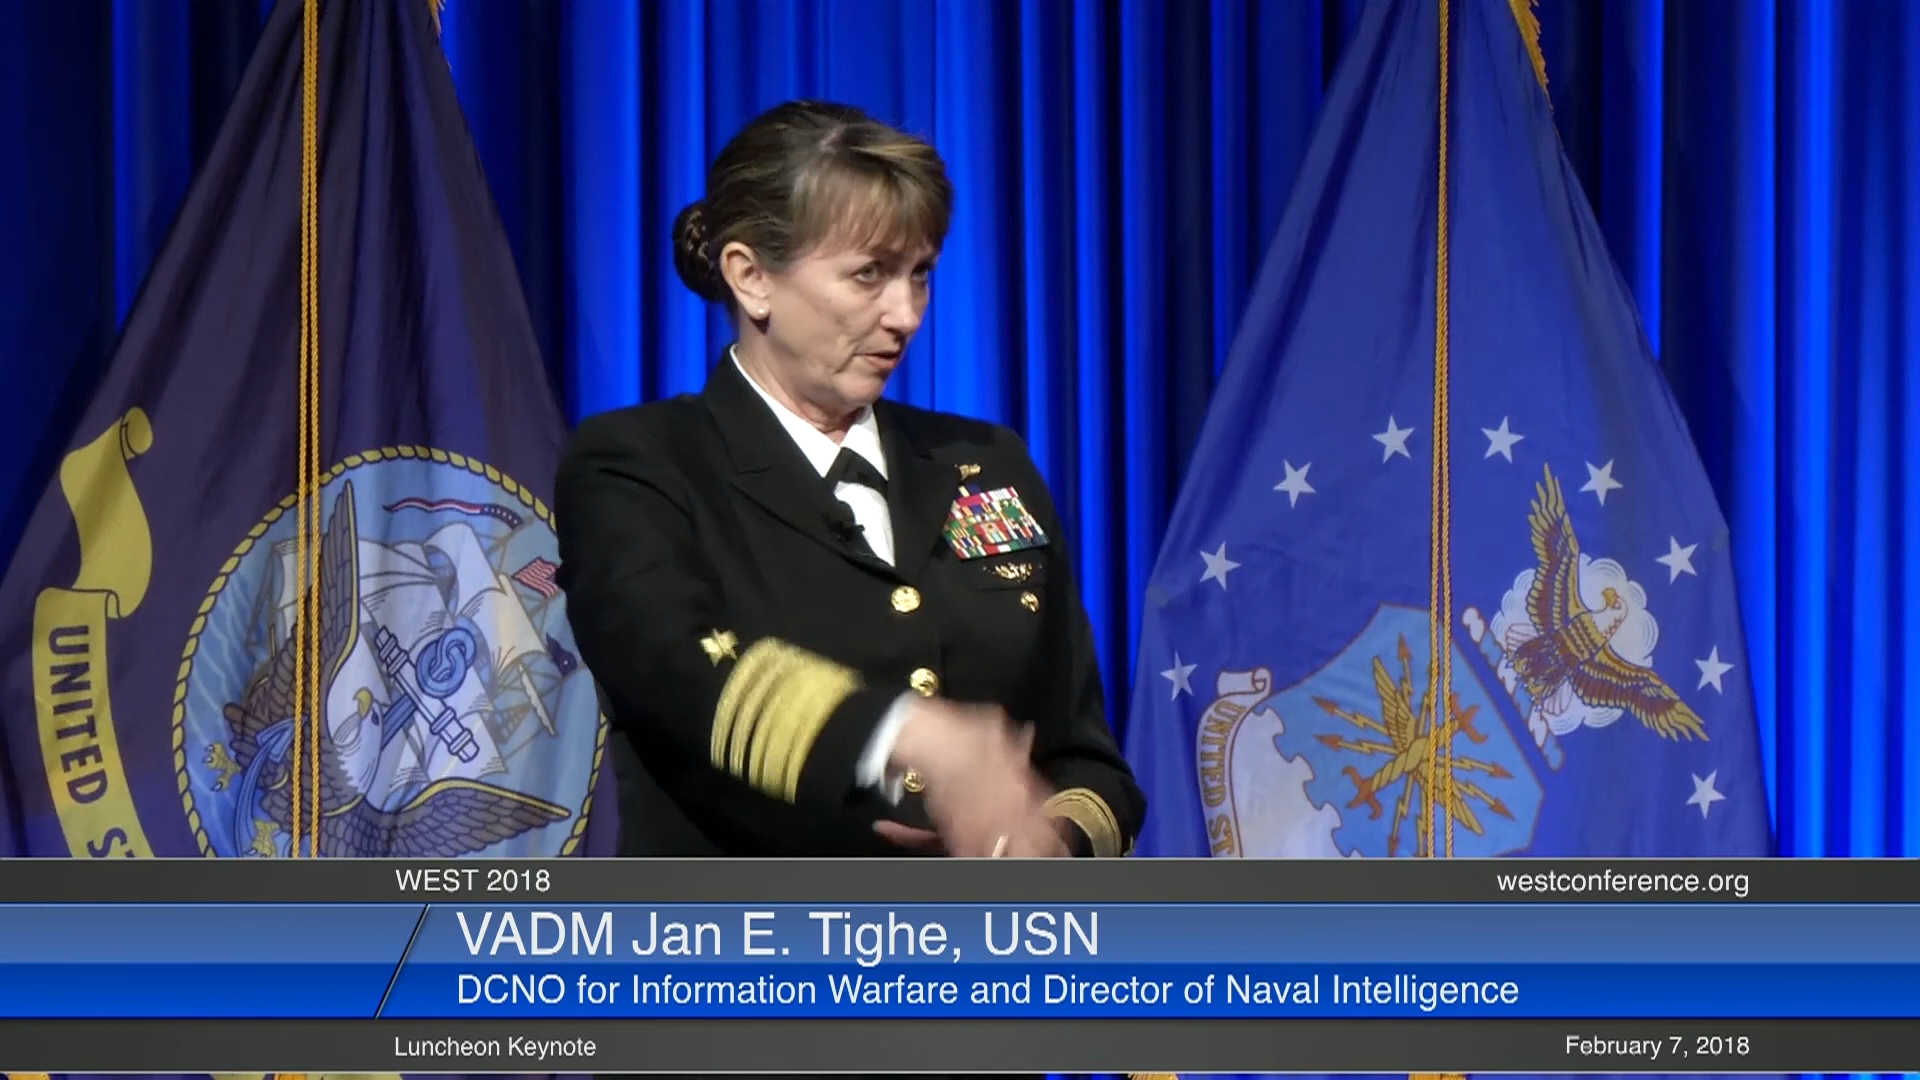 UNITED ST
UNITED ST
WEST 2018
westconference.org
VADM Jan E. Tighe, USN
DCNO for Information Warfare and Director of Naval Intelligence
Luncheon Keynote
February 7, 2018